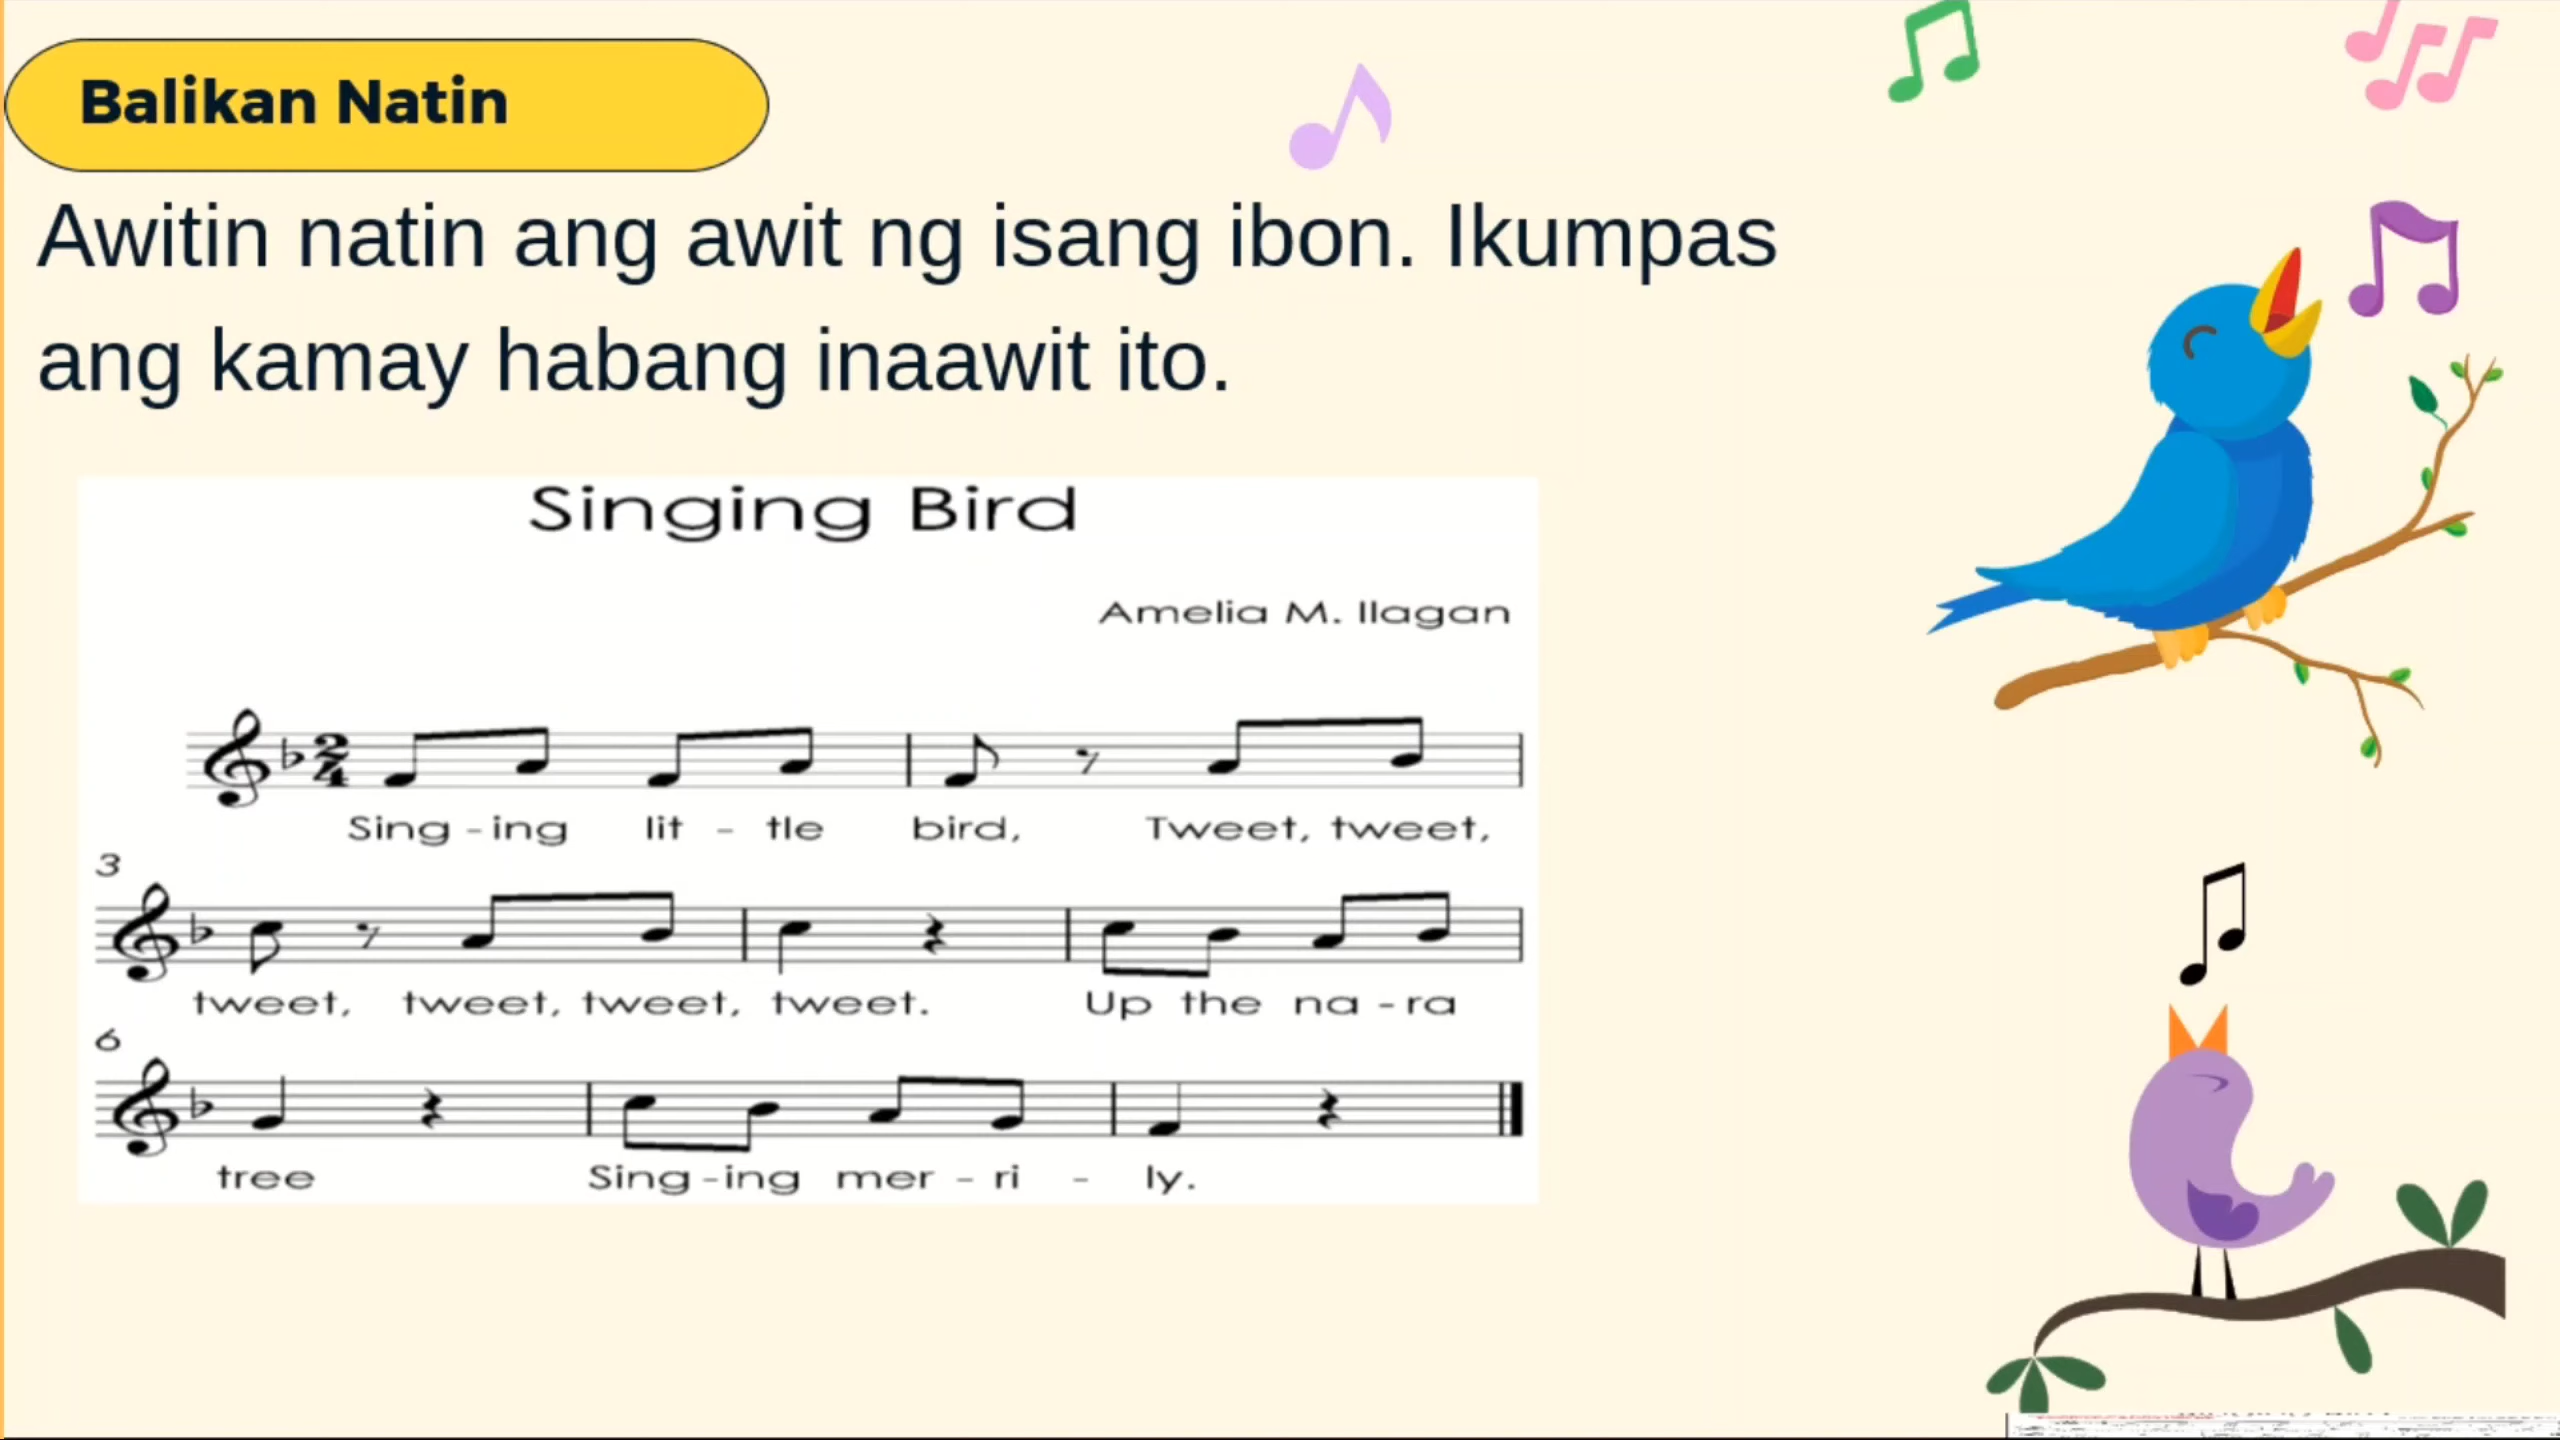 Balikan Natin
Awitin natin ang awit ng isang ibon. Ikumpas
ang kamay habang inaawit ito.
Singing Bird
Amelia M. Ilagan
2
4
Sing - ing lit - tle bird, Tweet, tweet,
3
tweet, tweet, tweet, tweet. Up the na - ra
6
tree Sing - ing mer - ri - ly.